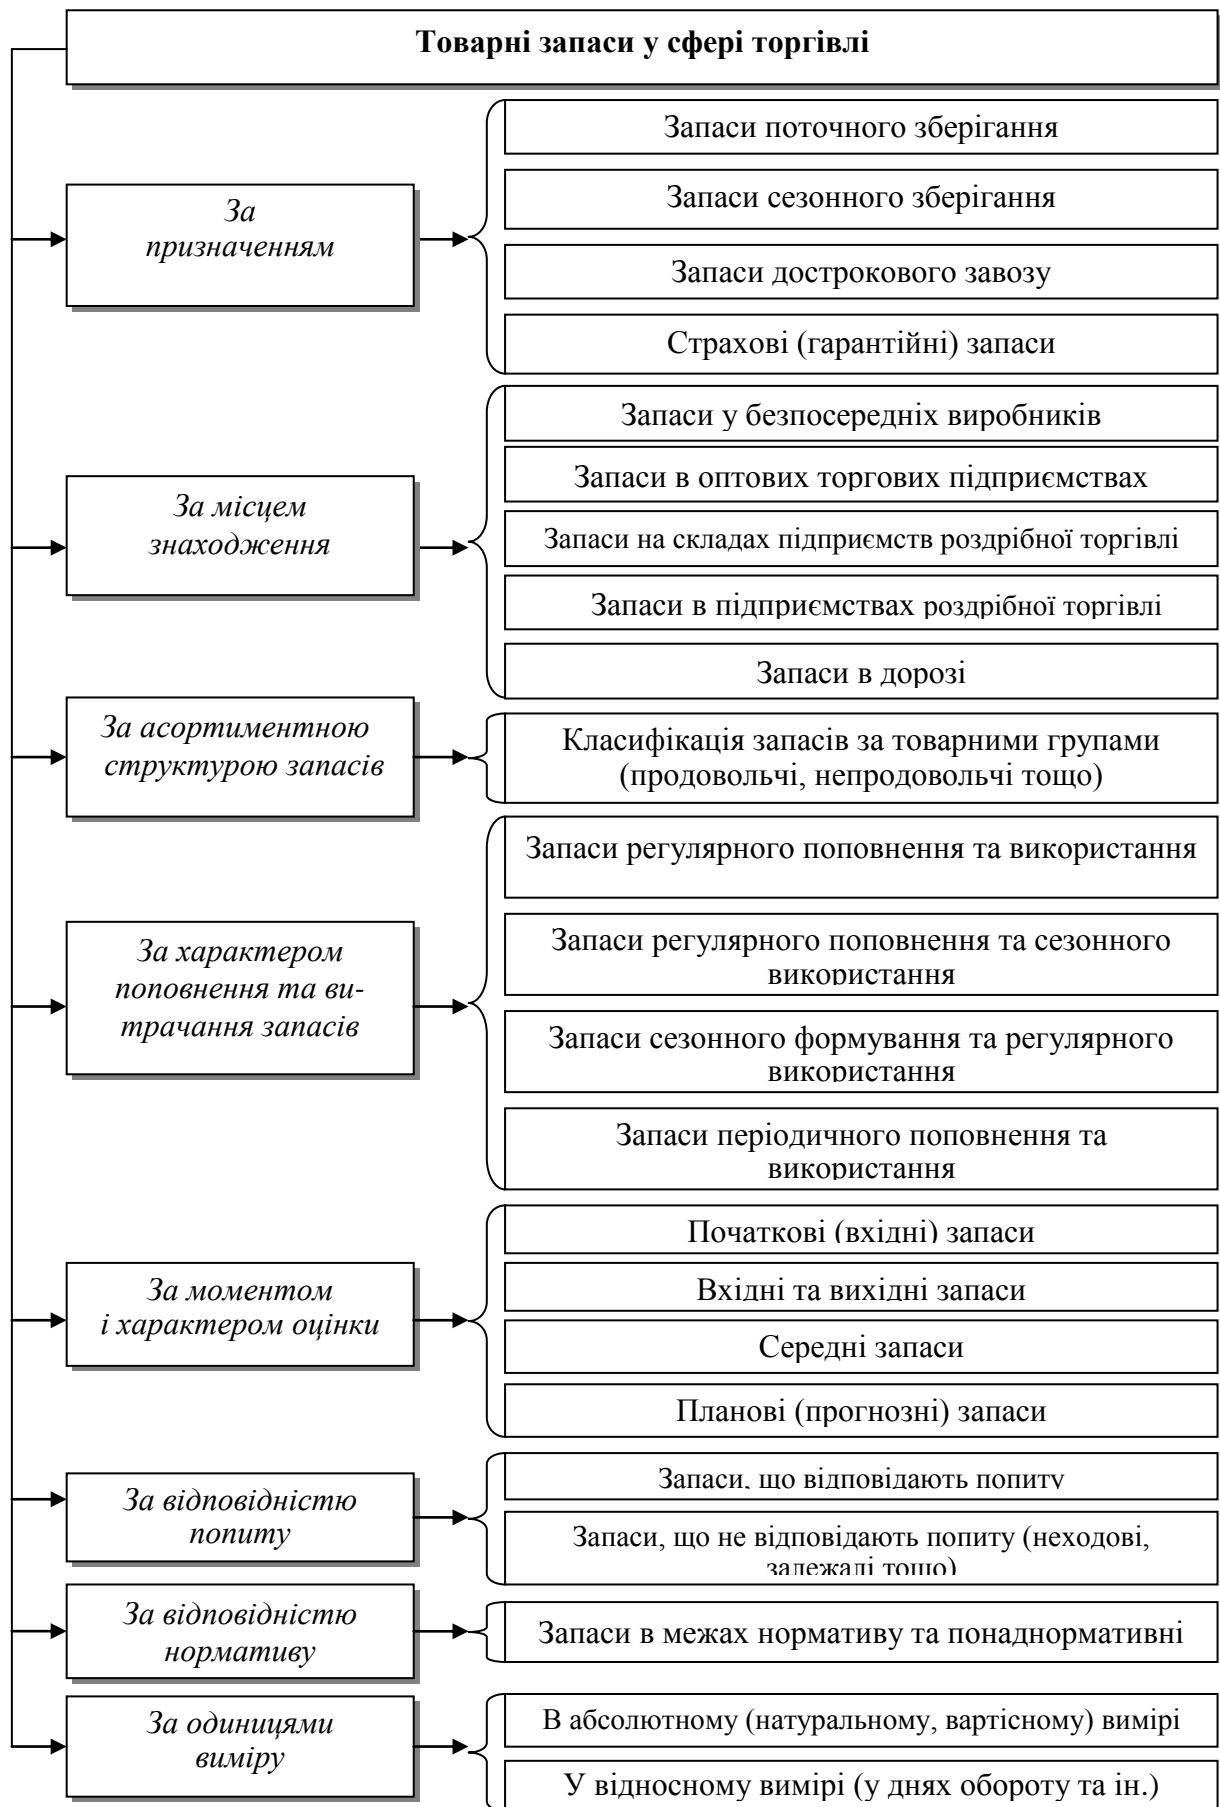 Товарні запаси у сфері торгівлі
За
призначенням
Запаси поточного зберігання
Запаси сезонного зберігання
Запаси дострокового завозу
Страхові (гарантійні) запаси
За місцем
знаходження
Запаси у безпосередніх виробників
Запаси в оптових торгових підприємствах
Запаси на складах підприємств роздрібної торгівлі
Запаси в підприємствах роздрібної торгівлі
Запаси в дорозі
За асортиментною
структурою запасів
Класифікація запасів за товарними групами
(продовольчі, непродовольчі тощо)
За характером
поповнення та ви-
трачання запасів
Запаси регулярного поповнення та використання
Запаси регулярного поповнення та сезонного
використання
Запаси сезонного формування та регулярного
використання
Запаси періодичного поповнення та
використання
За моментом
і характером оцінки
Початкові (вхідні) запаси
Вхідні та вихідні запаси
Середні запаси
Планові (прогнозні) запаси
За відповідністю
попиту
Запаси, що відповідають попиту
Запаси, що не відповідають попиту (неходові,
залежалі тощо)
За відповідністю
нормативу
Запаси в межах нормативу та понаднормативні
За одиницями
виміру
В абсолютному (натуральному, вартісному) вимірі
У відносному вимірі (у днях обороту та ін.)